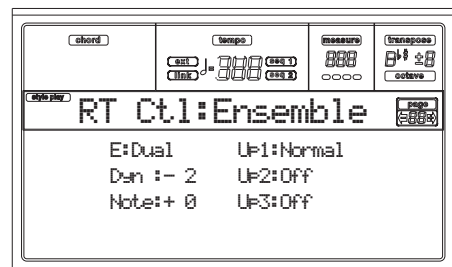 chord
tempo
measure
transpose
ext
link
seq 1
seq 2
octave
style play
RT Ctl:Ensemble
page
E:Dual Up1:Normal
Dyn :- 2 Up2:Off
Note:+ 0 Up3:Off